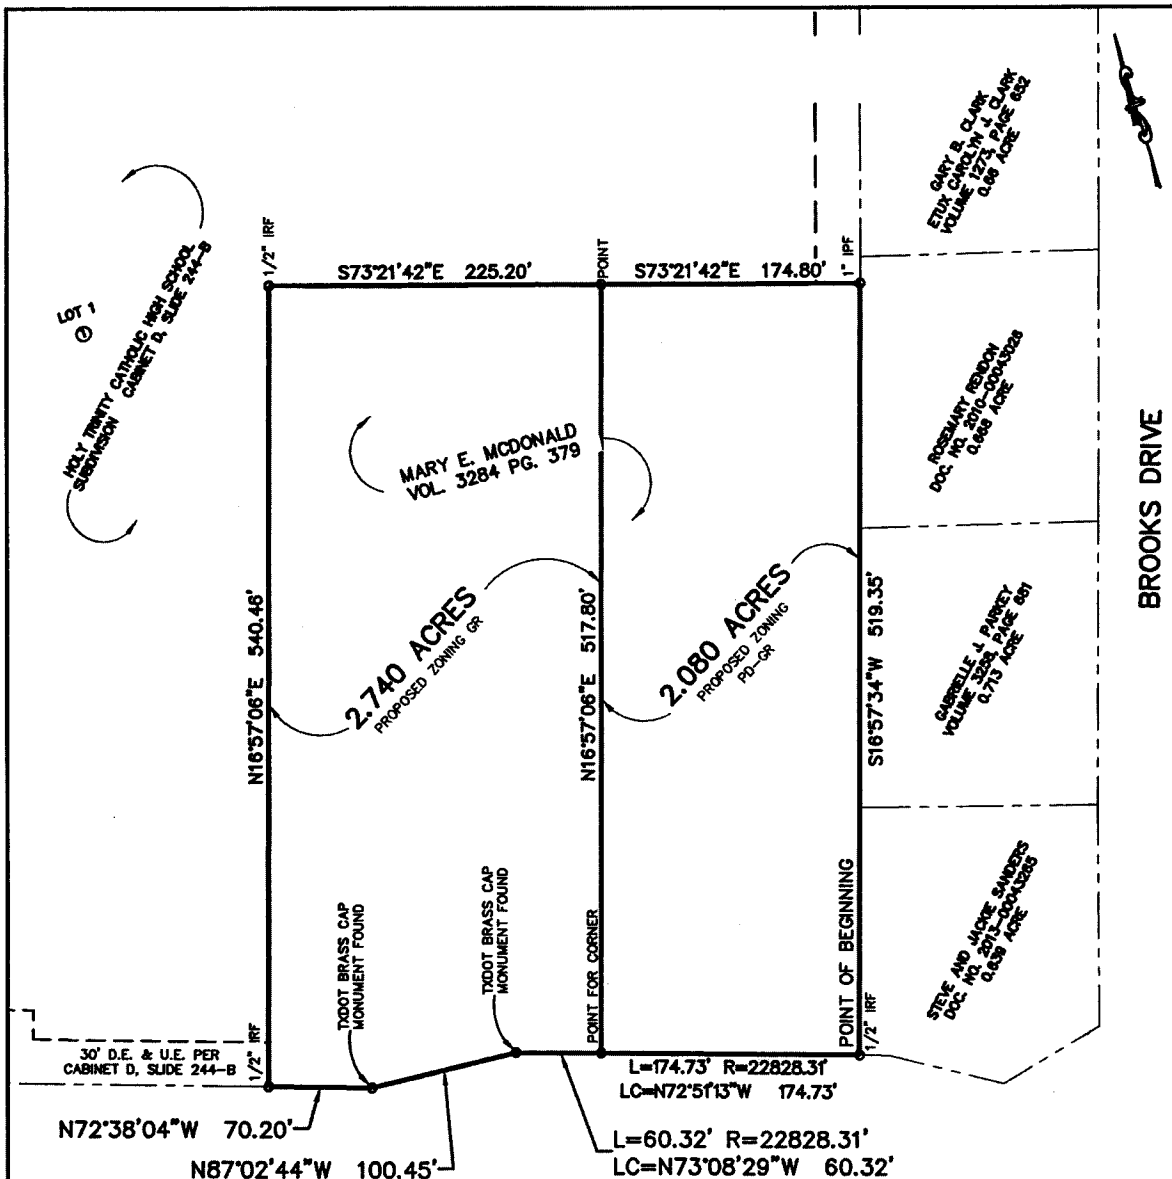 GARY B. CLARK
ETUX CAROLYN J. CLARK
VOLUME 1273, PAGE 652
0.66 ACRE
1/2" IRF
S73°21'42"E 225.20'
POINT
S73°21'42"E 174.80'
1" IPF
LOT 1
1
HOLY TRINITY CATHOLIC HIGH SCHOOL
SUBDIVISION CABINET D, SLIDE 244-B
MARY E. MCDONALD
VOL. 3284 PG. 379
ROSEMARY RENDON
DOC. NO. 2010-00043026
0.668 ACRE
BROOKS DRIVE
N16°57'06"E 540.46'
2.740 ACRES
PROPOSED ZONING GR
N16°57'06"E 517.80'
2.080 ACRES
PROPOSED ZONING
PD-GR
S16°57'34"W 519.35'
GABRIELLE J. PARKEY
VOLUME 3258, PAGE 681
0.713 ACRE
TXDOT BRASS CAP
MONUMENT FOUND
TXDOT BRASS CAP
MONUMENT FOUND
POINT FOR CORNER
POINT OF BEGINNING
1/2" IRF
STEVE AND JACKIE SANDERS
DOC. NO. 2013-00043265
0.839 ACRE
30' D.E. & U.E. PER
CABINET D, SLIDE 244-B
1/2" IRF
L=174.73' R=22828.31'
LC=N72°51'13"W 174.73'
N72°38'04"W 70.20'
L=60.32' R=22828.31'
N87°02'44"W 100.45'
LC=N73°08'29"W 60.32'